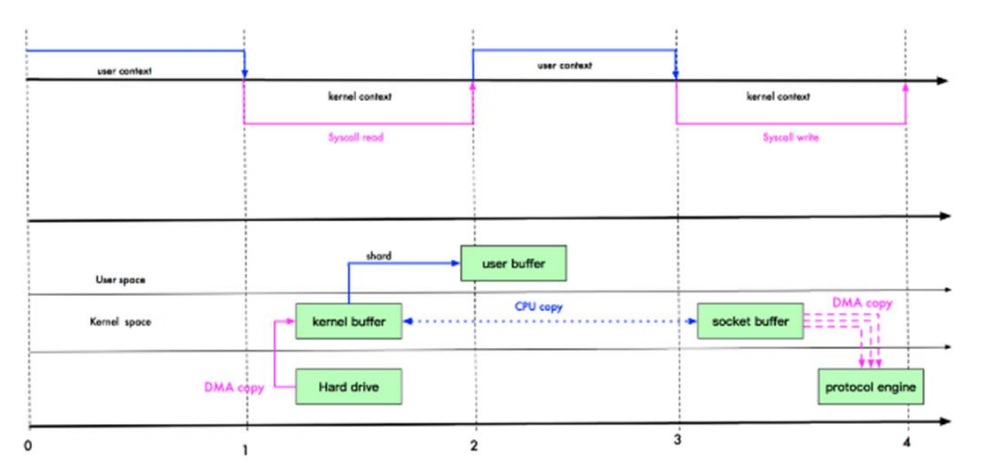 user context
user context
kernel context
kernel context
Syscall read
Syscall write
shard
user buffer
User space
CPU copy
DMA copy
Kernel space
kernel buffer
socket buffer
DMA copy
Hard drive
protocol engine
0
1
2
3
4